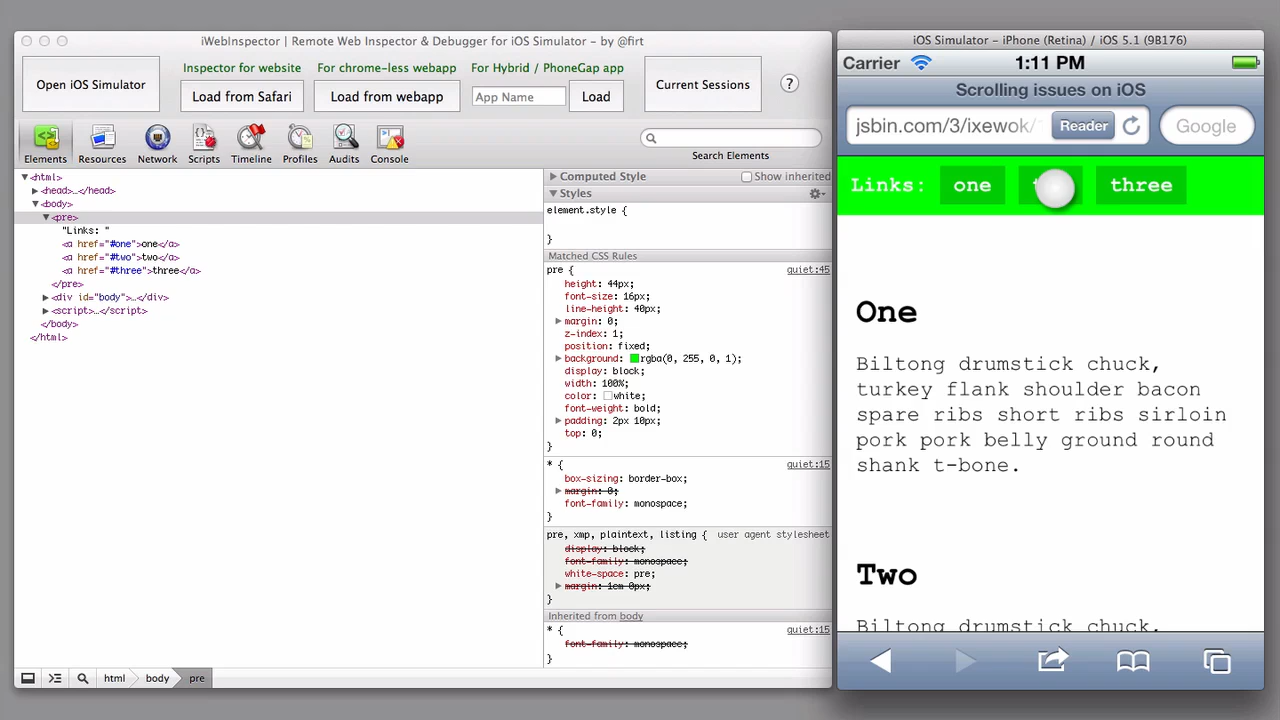 iWebInspector | Remote Web Inspector & Debugger for iOS Simulator - by @firt
Open iOS Simulator
Inspector for website
Load from Safari
For chrome-less webapp
Load from webapp
For Hybrid / PhoneGap app
App Name
Load
Current Sessions
?
Elements
Resources
Network
Scripts
Timeline
Profiles
Audits
Console
Search Elements
<html>
<head>…</head>
<body>
<pre>
"Links: "
<a href="#one">one</a>
<a href="#two">two</a>
<a href="#three">three</a>
</pre>
<div id="body">…</div>
<script>…</script>
</body>
</html>
Computed Style
Show inherited
Styles
element.style {
}
Matched CSS Rules
pre { quiet:45
height: 44px;
font-size: 16px;
line-height: 40px;
margin: 0;
z-index: 1;
position: fixed;
background: rgba(0, 255, 0, 1);
display: block;
width: 100%;
color: white;
font-weight: bold;
padding: 2px 10px;
top: 0;
}
* { quiet:15
box-sizing: border-box;
margin: 0;
font-family: monospace;
}
pre, xmp, plaintext, listing { user agent stylesheet
display: block;
font-family: monospace;
white-space: pre;
margin: 1em 0px;
}
Inherited from body
* { quiet:15
font-family: monospace;
}
html
body
pre
iOS Simulator - iPhone (Retina) / iOS 5.1 (9B176)
Carrier
1:11 PM
Scrolling issues on iOS
jsbin.com/3/ixewok/
Reader
Google
Links: one three
One
Biltong drumstick chuck,
turkey flank shoulder bacon
spare ribs short ribs sirloin
pork pork belly ground round
shank t-bone.
Two
Biltong drumstick chuck,